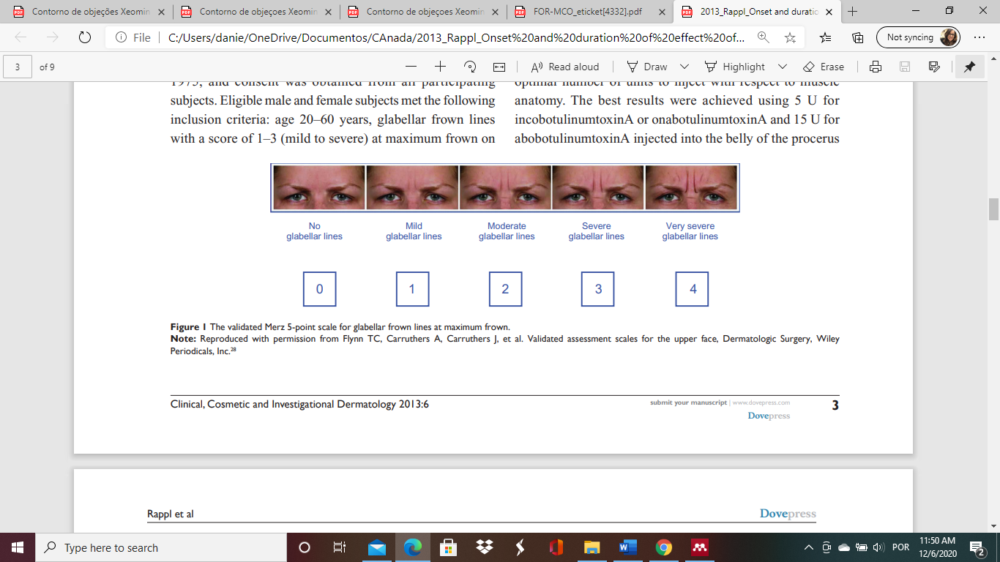 Contorno de objeções Xeomin
Contorno de objeçoes Xeomin
Contorno de objeçoes Xeomin
FOR-MCO_eticket[4332].pdf
2013_Rappl_Onset and duratio
File
C:/Users/danie/OneDrive/Documentos/CAnada/2013_Rappl_Onset%20and%20duration%20of%20effect%20of...
Not syncing
3 of 9
Read aloud
Draw
Highlight
Erase
1975, and consent was obtained from all participating
subjects. Eligible male and female subjects met the following
inclusion criteria: age 20–60 years, glabellar frown lines
with a score of 1–3 (mild to severe) at maximum frown on
optimal number of units to inject with respect to muscle
anatomy. The best results were achieved using 5 U for
incobotulinumtoxinA or onabotulinumtoxinA and 15 U for
abobotulinumtoxinA injected into the belly of the procerus
No
glabellar lines
Mild
glabellar lines
Moderate
glabellar lines
Severe
glabellar lines
Very severe
glabellar lines
0
1
2
3
4
Figure 1 The validated Merz 5-point scale for glabellar frown lines at maximum frown.
Note: Reproduced with permission from Flynn TC, Carruthers A, Carruthers J, et al. Validated assessment scales for the upper face, Dermatologic Surgery, Wiley
Periodicals, Inc.28
Clinical, Cosmetic and Investigational Dermatology 2013:6
submit your manuscript | www.dovepress.com
Dovepress
3
Rappl et al
Dovepress
Type here to search
POR
11:50 AM
12/6/2020
2